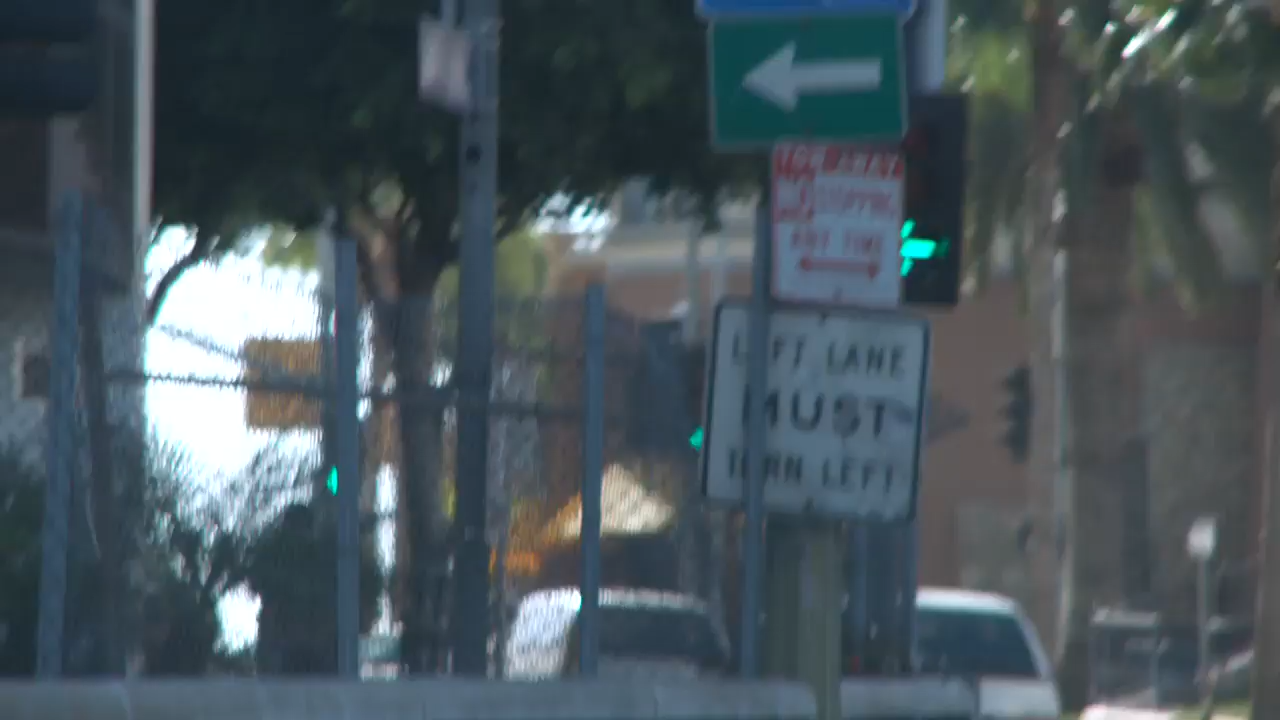 STOPPING
ANY TIME
LEFT LANE
MUST
TURN LEFT